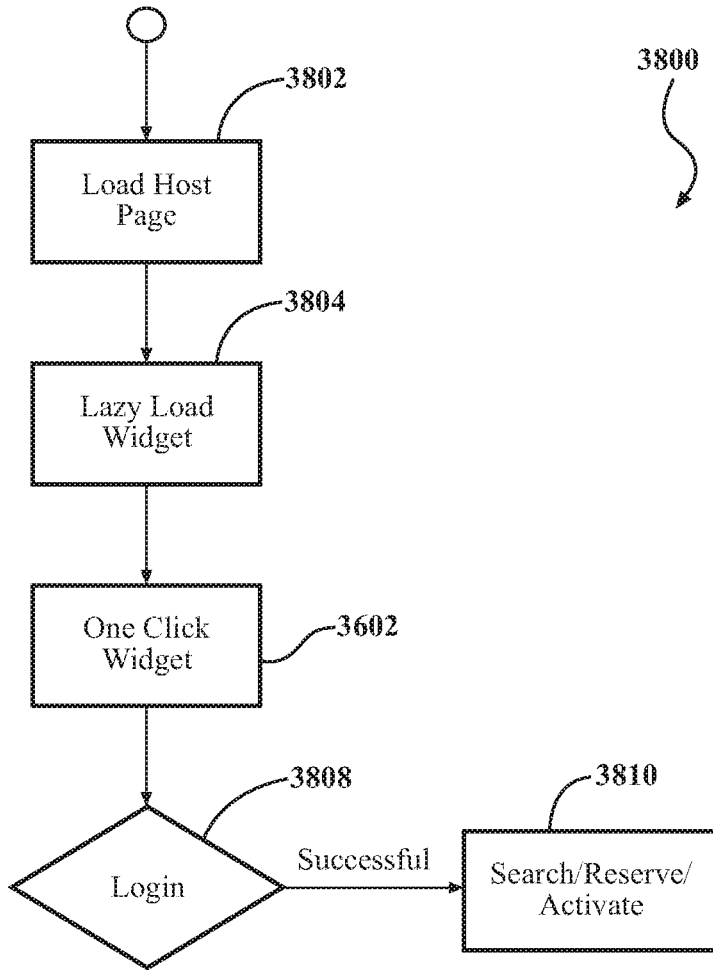 3800
3802
Load Host
Page
3804
Lazy Load
Widget
One Click
Widget
3602
3808
Login
Successful
3810
Search/Reserve/
Activate